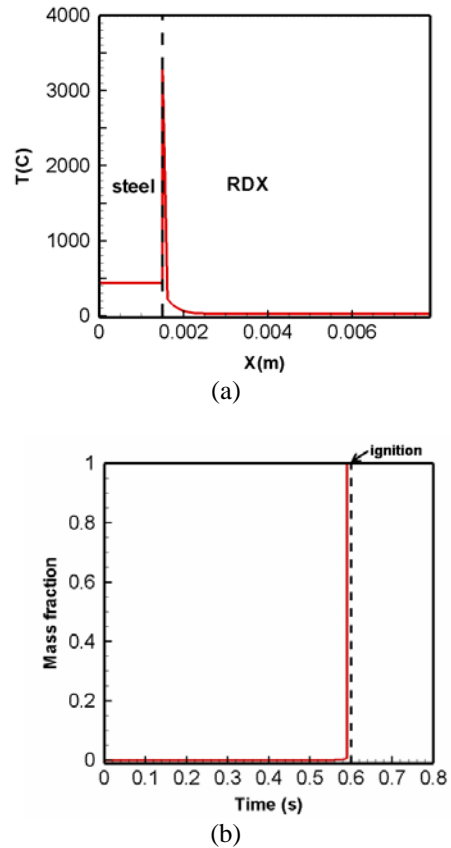 4000
3000
2000
1000
0
T(C)
steel
RDX
0 0.002 0.004 0.006
X(m)
(a)
ignition
1
0.8
0.6
0.4
0.2
0
Mass fraction
0 0.1 0.2 0.3 0.4 0.5 0.6 0.7 0.8
Time (s)
(b)